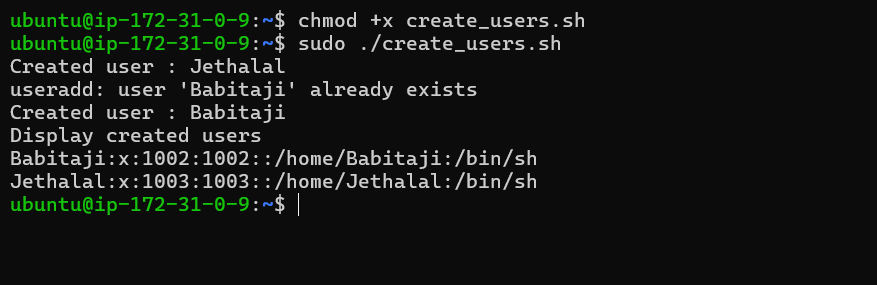 ubuntu@ip-172-31-0-9:~$ chmod +x create_users.sh
ubuntu@ip-172-31-0-9:~$ sudo ./create_users.sh
Created user : Jethalal
useradd: user 'Babitaji' already exists
Created user : Babitaji
Display created users
Babitaji:x:1002:1002::/home/Babitaji:/bin/sh
Jethalal:x:1003:1003::/home/Jethalal:/bin/sh
ubuntu@ip-172-31-0-9:~$